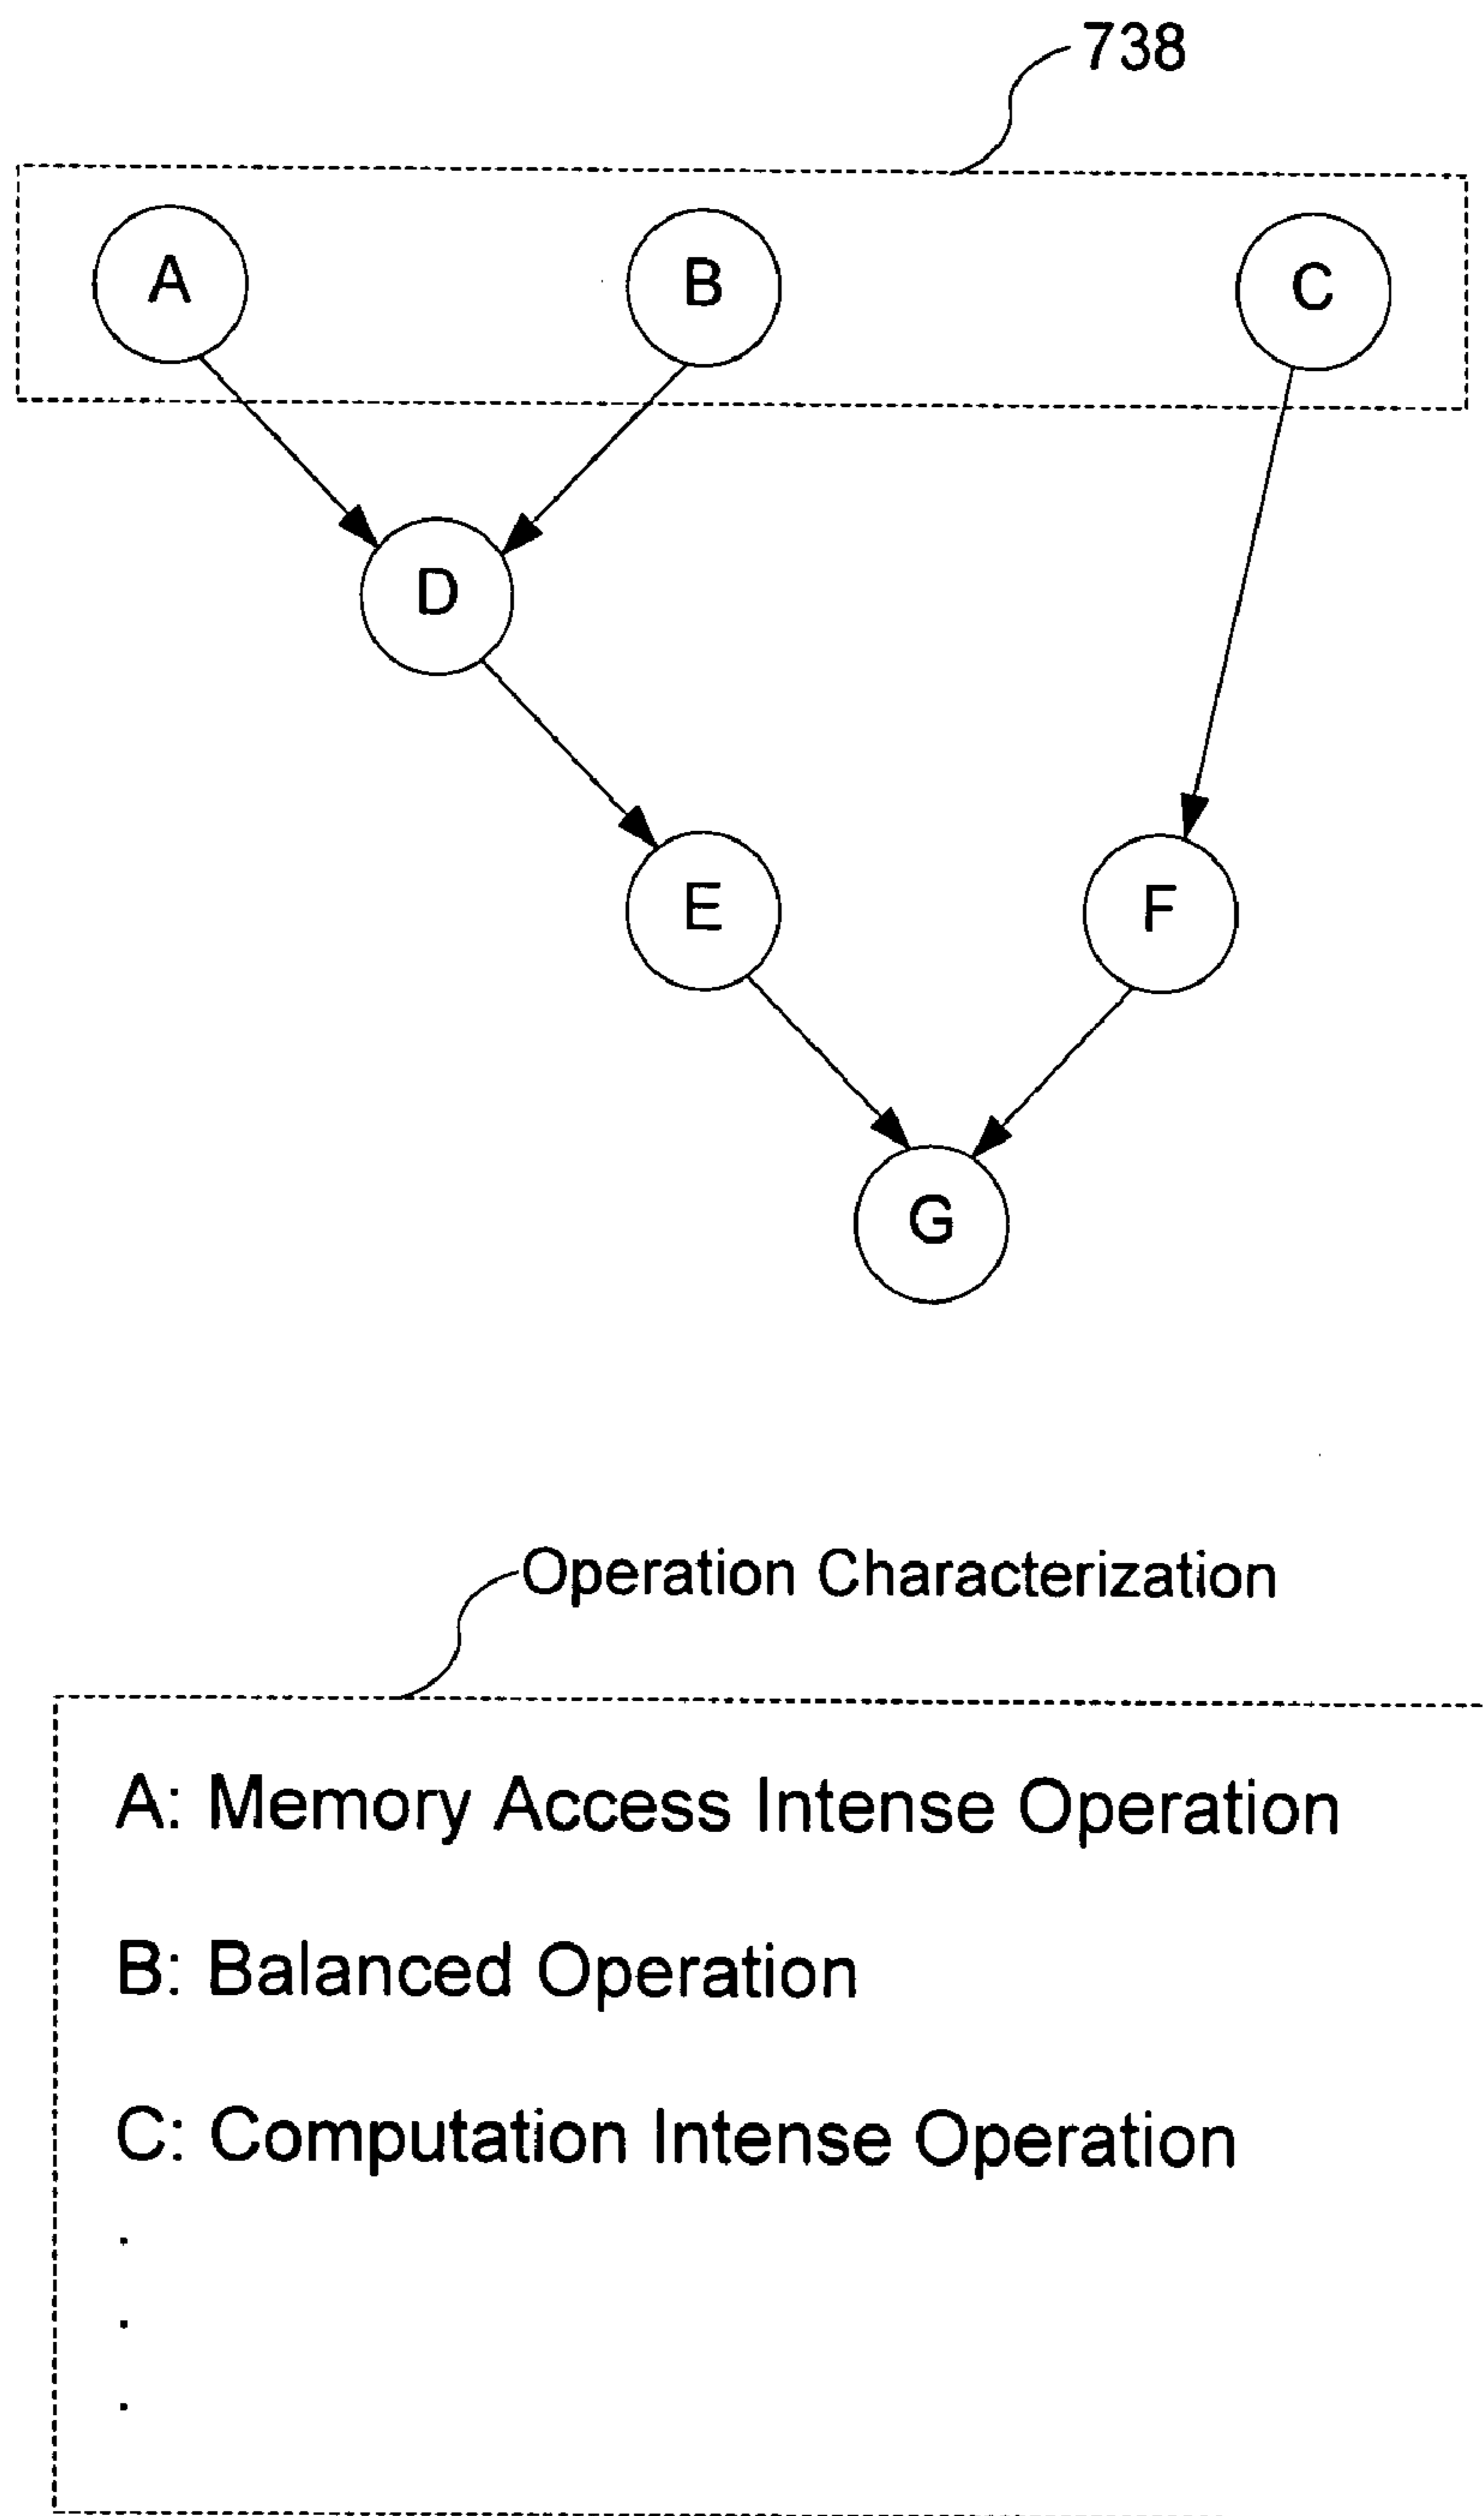 738
A
B
C
D
E
F
G
Operation Characterization
A: Memory Access Intense Operation
B: Balanced Operation
C: Computation Intense Operation
.
.
.